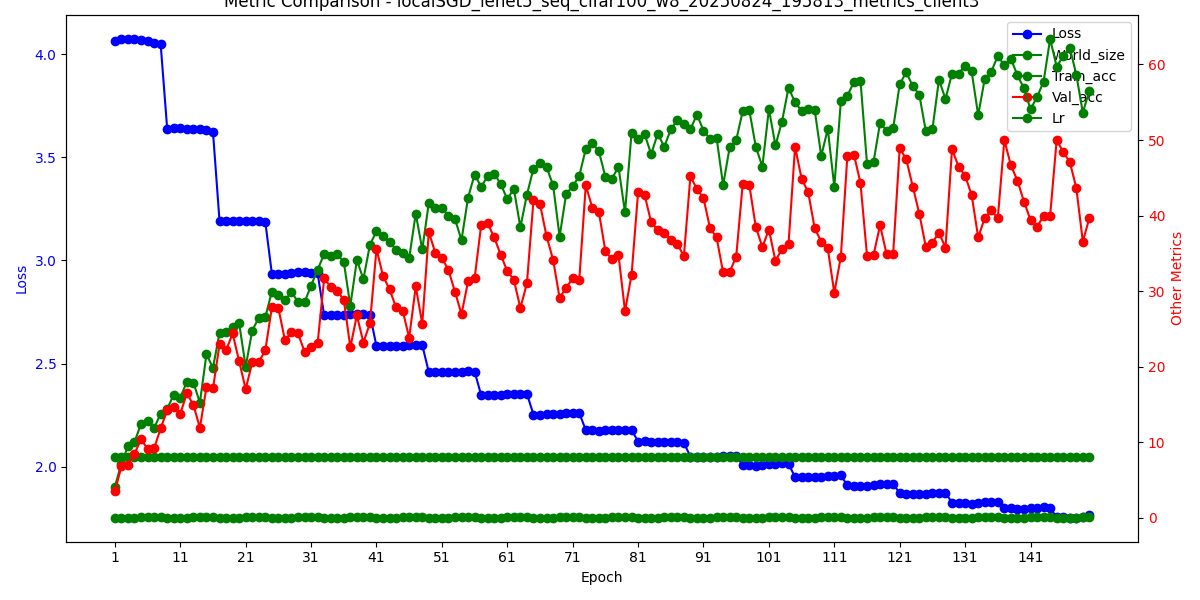 Metric Comparison - localSGD_lenet5_seq_cifar100_w8_20250824_195813_metrics_client3
Loss
World_size
Train_acc
Val_acc
Lr
4.0
3.5
3.0
2.5
2.0
Loss
60
50
40
30
20
10
0
Other Metrics
1 11 21 31 41 51 61 71 81 91 101 111 121 131 141
Epoch